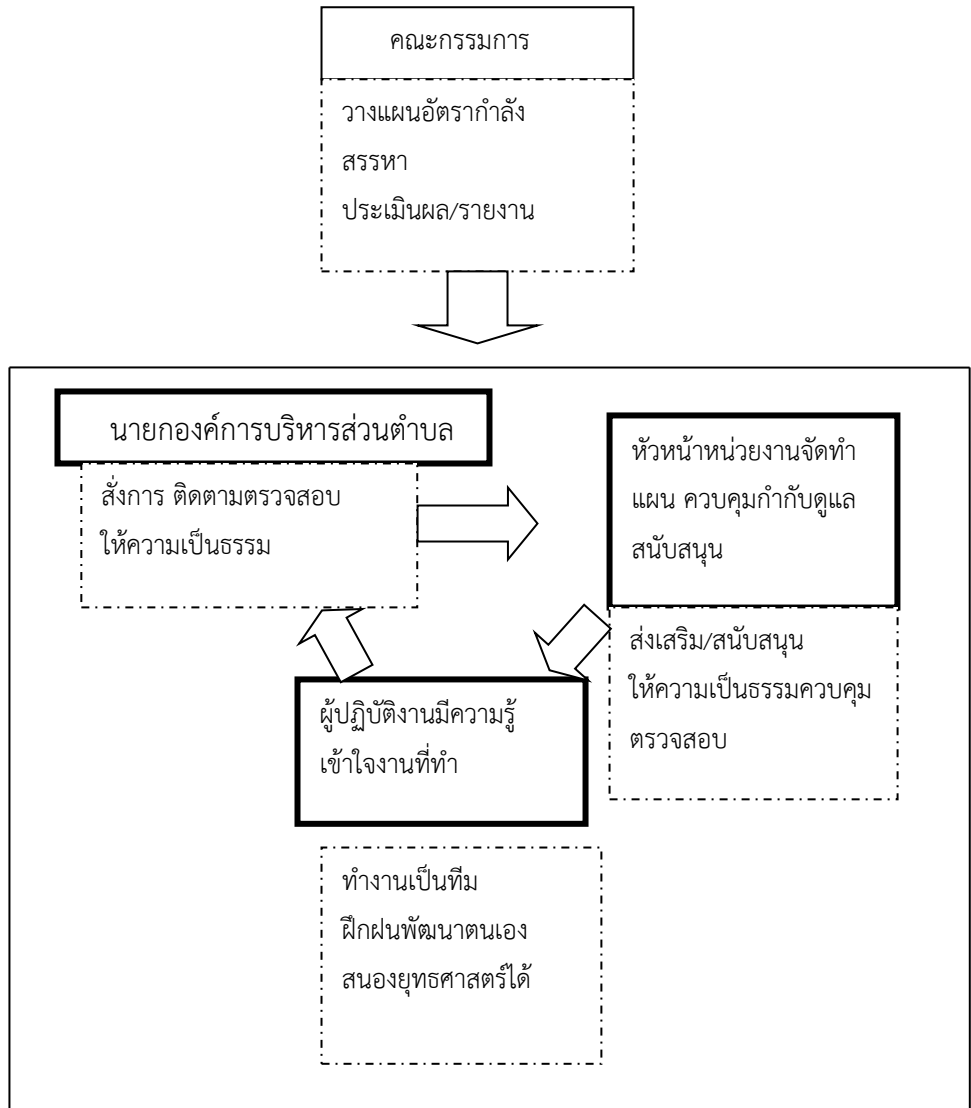 คณะกรรมการ
วางแผนอัตรากำลัง
สรรหา
ประเมินผล/รายงาน
นายกองค์การบริหารส่วนตำบล
สั่งการ ติดตามตรวจสอบ
ให้ความเป็นธรรม
หัวหน้าหน่วยงานจัดทำ
แผน ควบคุมกำกับดูแล
สนับสนุน
ส่งเสริม/สนับสนุน
ให้ความเป็นธรรมควบคุม
ตรวจสอบ
ผู้ปฏิบัติงานมีความรู้
เข้าใจงานที่ทำ
ทำงานเป็นทีม
ฝึกฝนพัฒนาตนเอง
สนองยุทธศาสตร์ได้